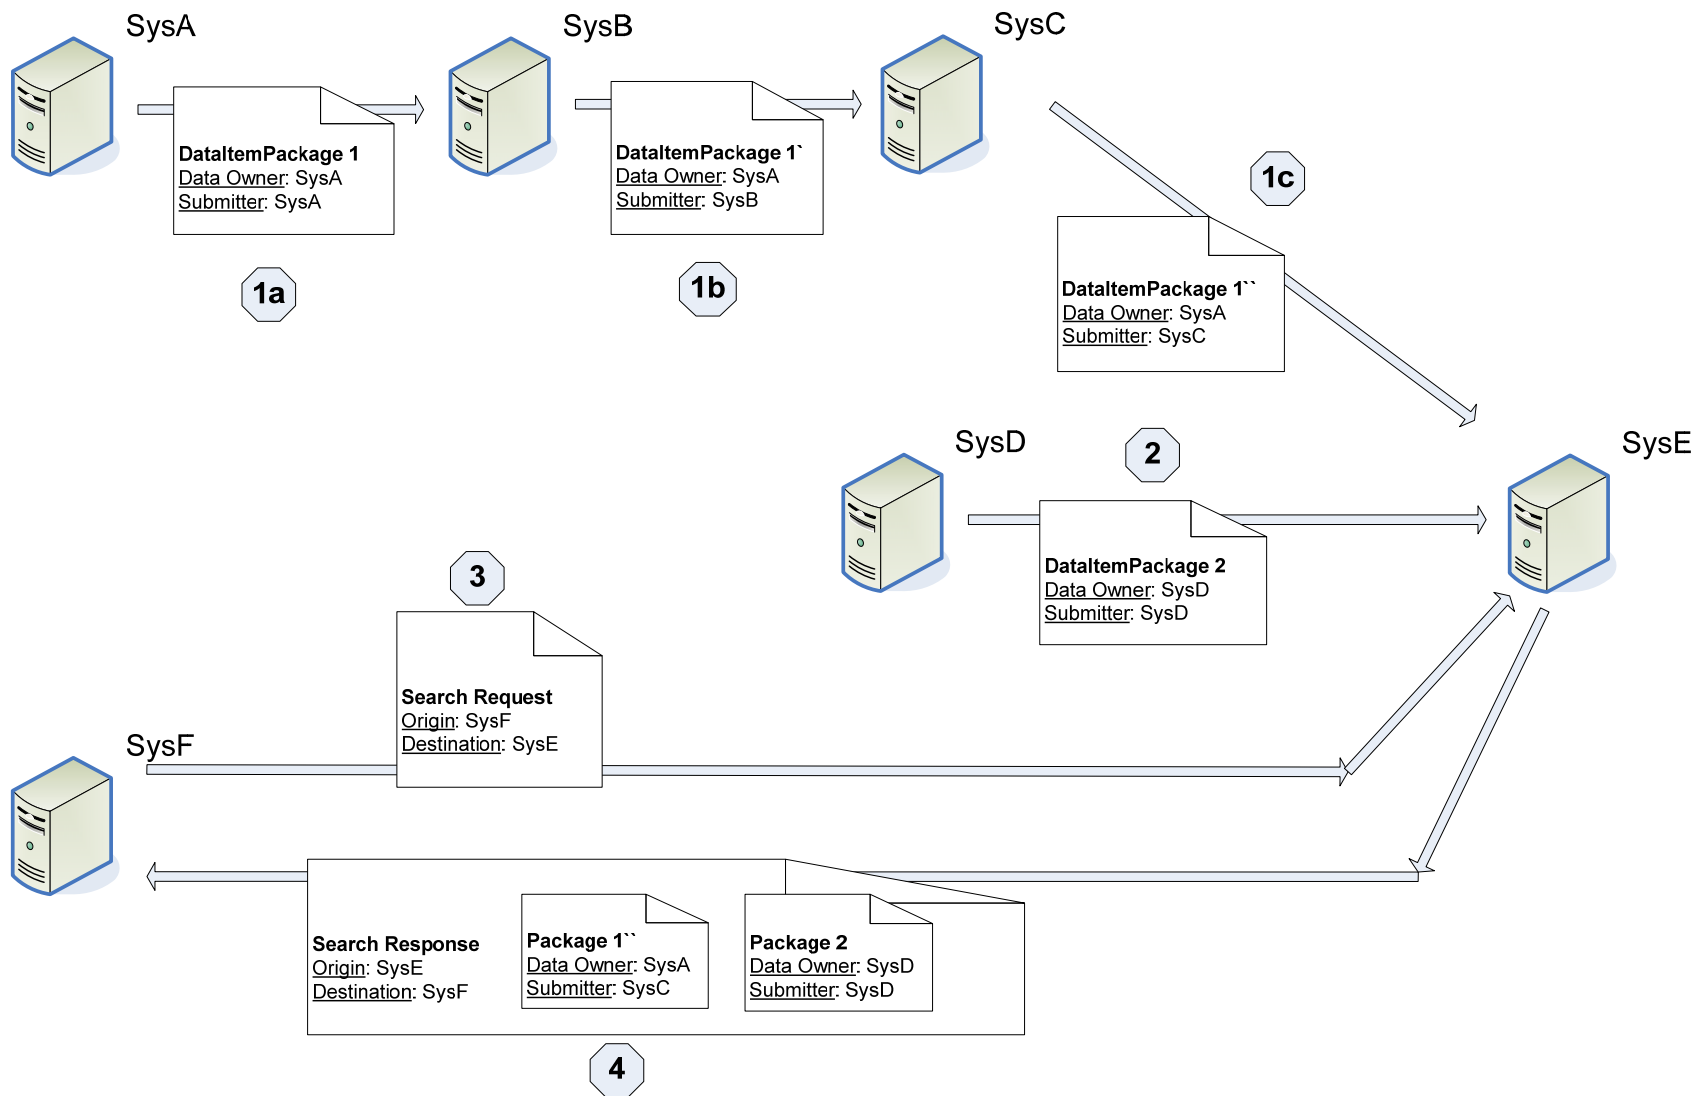 SysA
SysB
SysC
DataItemPackage 1
Data Owner: SysA
Submitter: SysA
1a
DataItemPackage 1`
Data Owner: SysA
Submitter: SysB
1b
1c
DataItemPackage 1``
Data Owner: SysA
Submitter: SysC
SysD
2
SysE
DataItemPackage 2
Data Owner: SysD
Submitter: SysD
3
Search Request
Origin: SysF
Destination: SysE
SysF
Search Response
Origin: SysE
Destination: SysF
Package 1``
Data Owner: SysA
Submitter: SysC
Package 2
Data Owner: SysD
Submitter: SysD
4